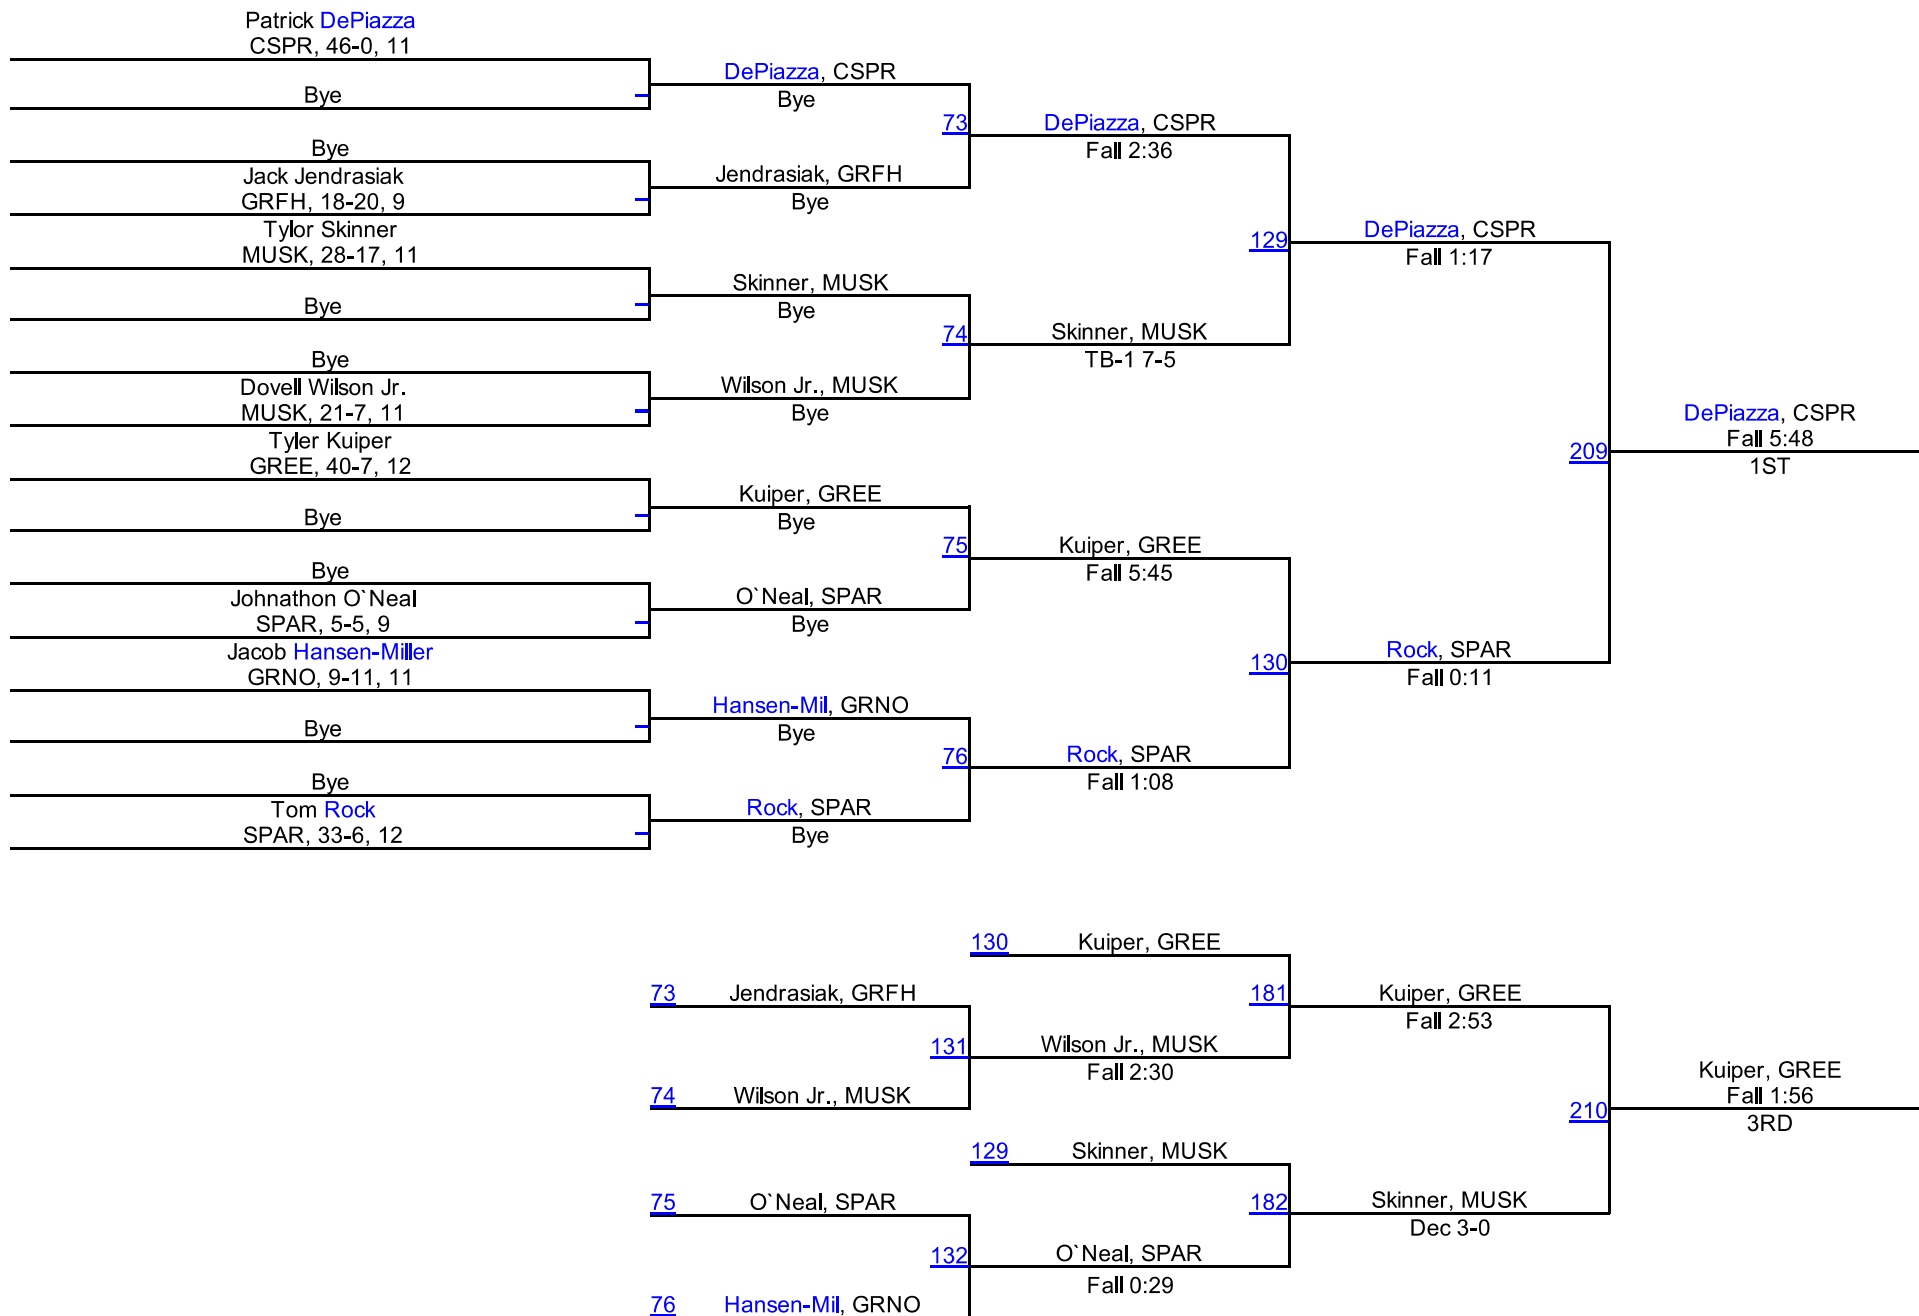 Patrick DePiazza
CSPR, 46-0, 11
Bye
Bye
Jack Jendrasiak
GRFH, 18-20, 9
Tylor Skinner
MUSK, 28-17, 11
Bye
Bye
Dovell Wilson Jr.
MUSK, 21-7, 11
Tyler Kuiper
GREE, 40-7, 12
Bye
Bye
Johnathon O`Neal
SPAR, 5-5, 9
Jacob Hansen-Miller
GRNO, 9-11, 11
Bye
Bye
Tom Rock
SPAR, 33-6, 12
DePiazza, CSPR
Bye
73
Jendrasiak, GRFH
Bye
Skinner, MUSK
Bye
74
Wilson Jr., MUSK
Bye
Kuiper, GREE
Bye
75
O`Neal, SPAR
Bye
Hansen-Mil, GRNO
Bye
76
Rock, SPAR
Bye
DePiazza, CSPR
Fall 2:36
129
Skinner, MUSK
TB-1 7-5
Kuiper, GREE
Fall 5:45
130
Rock, SPAR
Fall 1:08
DePiazza, CSPR
Fall 1:17
209
Rock, SPAR
Fall 0:11
DePiazza, CSPR
Fall 5:48
1ST
73 Jendrasiak, GRFH
131
74 Wilson Jr., MUSK
75 O`Neal, SPAR
132
76 Hansen-Mil, GRNO
130 Kuiper, GREE
181
Wilson Jr., MUSK
Fall 2:30
129 Skinner, MUSK
182
O`Neal, SPAR
Fall 0:29
Kuiper, GREE
Fall 2:53
210
Skinner, MUSK
Dec 3-0
Kuiper, GREE
Fall 1:56
3RD